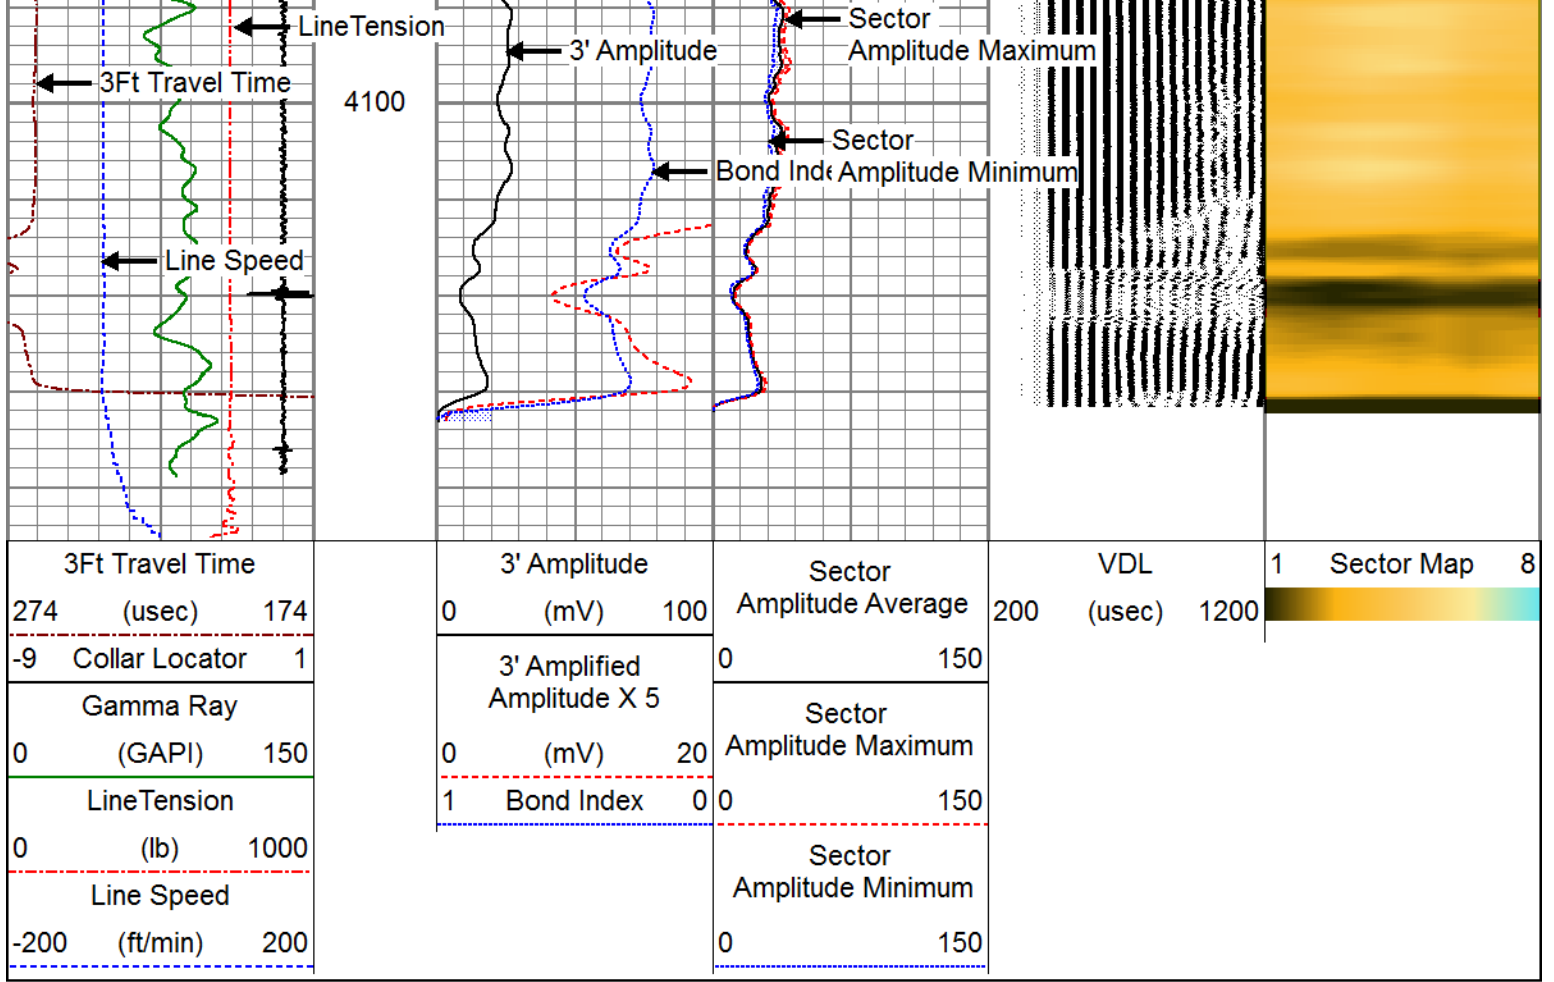 LineTension
3Ft Travel Time
Line Speed
3' Amplitude
4100
Sector
Amplitude Maximum
Sector
Amplitude Minimum
Bond Inde
3Ft Travel Time
274 (usec) 174
-9 Collar Locator 1
Gamma Ray
0 (GAPI) 150
LineTension
0 (lb) 1000
Line Speed
-200 (ft/min) 200
3' Amplitude
0 (mV) 100
3' Amplified
Amplitude X 5
0 (mV) 20
1 Bond Index 0
Sector
Amplitude Average
0 150
Sector
Amplitude Maximum
0 150
Sector
Amplitude Minimum
0 150
VDL
200 (usec) 1200
1 Sector Map 8